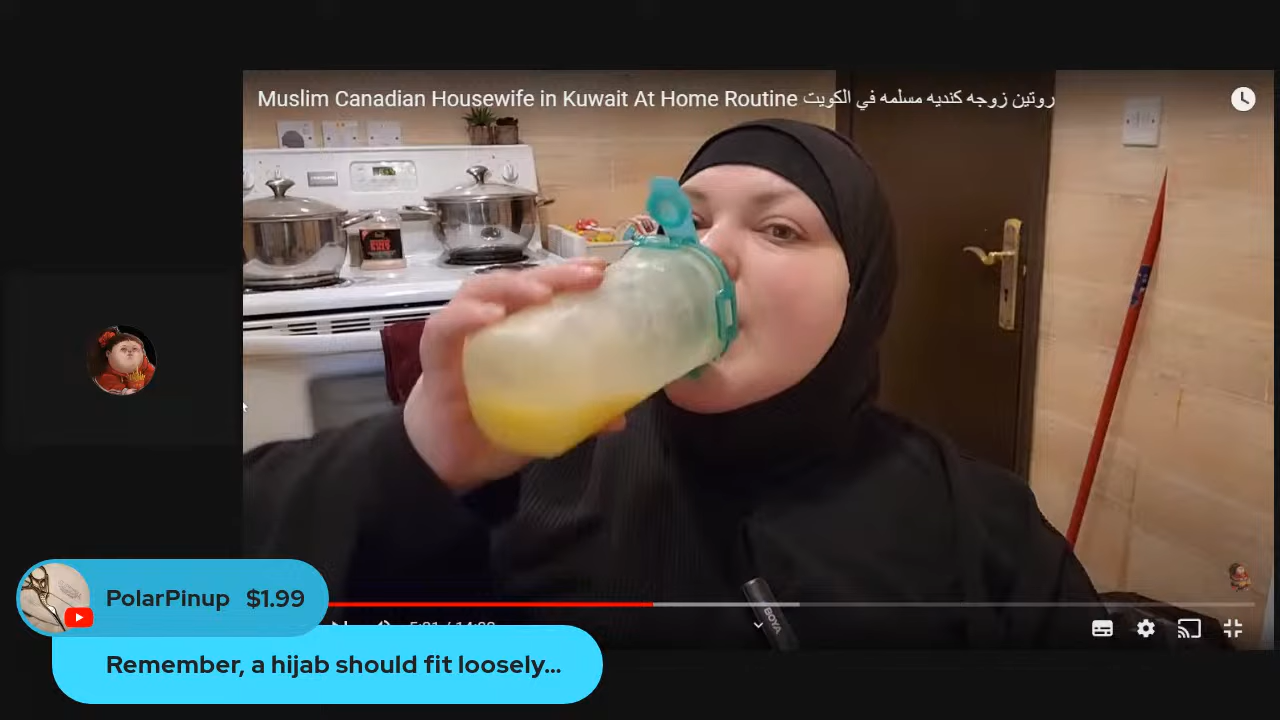 Muslim Canadian Housewife in Kuwait At Home Routine روتين زوجه كنديه مسلمه في الكويت
BOYA
PolarPinup $1.99
Remember, a hijab should fit loosely...